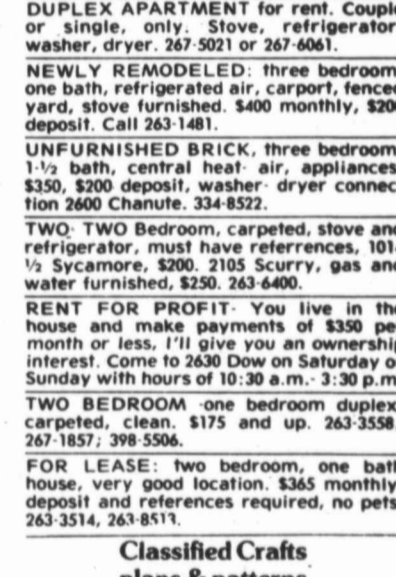 DUPLEX APARTMENT for rent. Couple
or single, only. Stove, refrigerator
washer, dryer. 267-5021 or 267-6061.
NEWLY REMODELED: three bedroom
one bath, refrigerated air, carport, fenced
yard, stove furnished. $400 monthly, $200
deposit. Call 263-1481.
UNFURNISHED BRICK, three bedroom
1-1/2 bath, central heat- air, appliances
$350, $200 deposit, washer- dryer connec
tion 2600 Chanute. 334-8522.
TWO- TWO Bedroom, carpeted, stove and
refrigerator, must have referrences, 101-
1/2 Sycamore, $200. 2105 Scurry, gas and
water furnished, $250. 263-6400.
RENT FOR PROFIT- You live in the
house and make payments of $350 per
month or less, I'll give you an ownership
interest. Come to 2630 Dow on Saturday or
Sunday with hours of 10:30 a.m.- 3:30 p.m
TWO BEDROOM -one bedroom duplex
carpeted, clean. $175 and up. 263-3558
267-1857; 398-5506.
FOR LEASE: two bedroom, one bath
house, very good location. $365 monthly
deposit and references required, no pets
263-3514, 263-8513.
Classified Crafts
plans & patterns